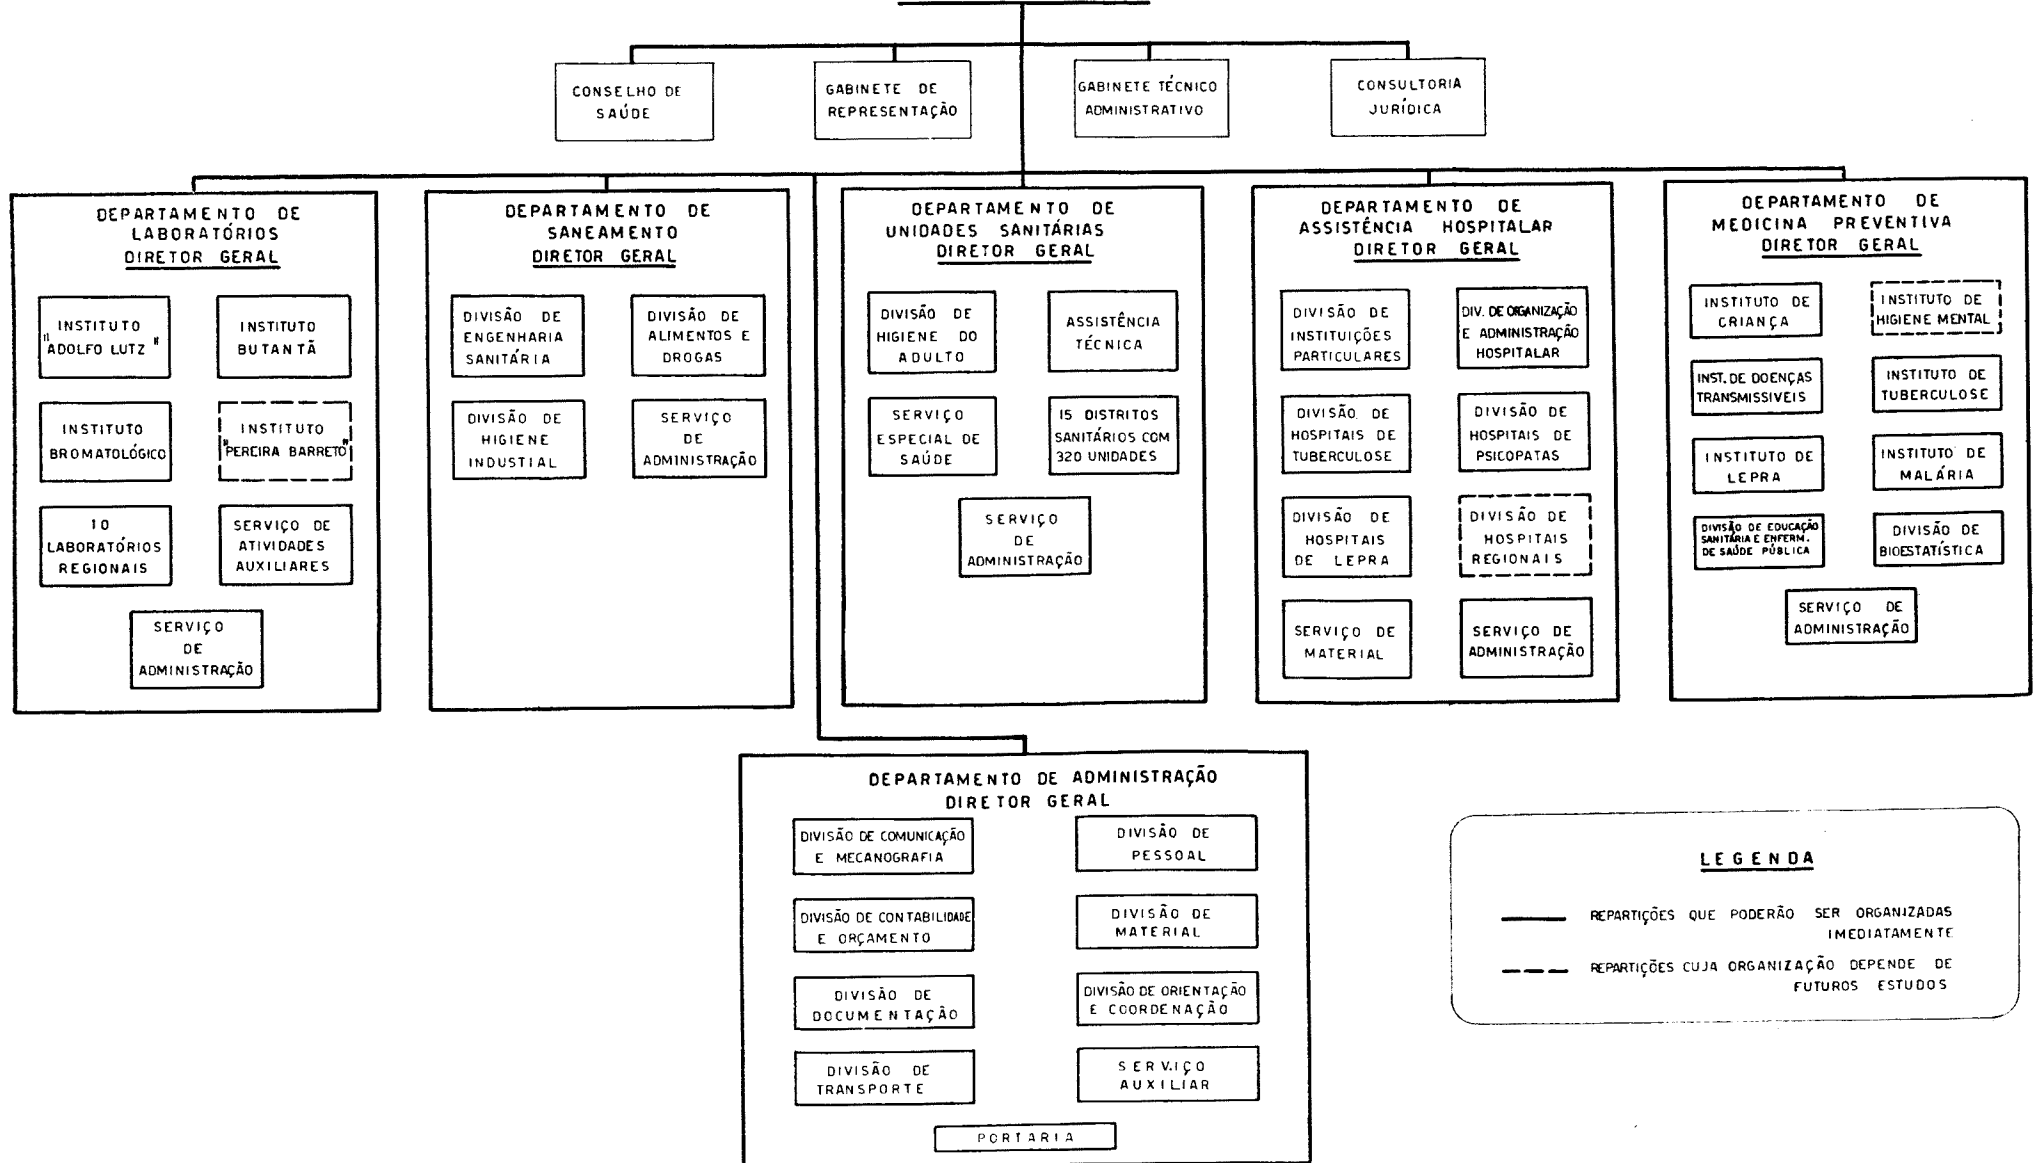 CONSELHO DE
SAÚDE
GABINETE DE
REPRESENTAÇÃO
GABINETE TÉCNICO
ADMINISTRATIVO
CONSULTORIA
JURÍDICA
DEPARTAMENTO DE
LABORATÓRIOS
DIRETOR GERAL
INSTITUTO
"ADOLFO LUTZ"
INSTITUTO
BUTANTÃ
INSTITUTO
BROMATOLÓGICO
INSTITUTO
"PEREIRA BARRETO"
10
LABORATÓRIOS
REGIONAIS
SERVIÇO DE
ATIVIDADES
AUXILIARES
SERVIÇO
DE
ADMINISTRAÇÃO
DEPARTAMENTO DE
SANEAMENTO
DIRETOR GERAL
DIVISÃO DE
ENGENHARIA
SANITÁRIA
DIVISÃO DE
ALIMENTOS E
DROGAS
DIVISÃO DE
HIGIENE
INDUSTIAL
SERVIÇO
DE
ADMINISTRAÇÃO
DEPARTAMENTO DE
UNIDADES SANITÁRIAS
DIRETOR GERAL
DIVISÃO DE
HIGIENE DO
ADULTO
ASSISTÊNCIA
TÉCNICA
SERVIÇO
ESPECIAL DE
SAÚDE
15 DISTRITOS
SANITÁRIOS COM
320 UNIDADES
SERVIÇO
DE
ADMINISTRAÇÃO
DEPARTAMENTO DE
ASSISTÊNCIA HOSPITALAR
DIRETOR GERAL
DIVISÃO DE
INSTITUIÇÕES
PARTICULARES
DIV. DE ORGANIZAÇÃO
E ADMINISTRAÇÃO
HOSPITALAR
DIVISÃO DE
HOSPITAIS DE
TUBERCULOSE
DIVISÃO DE
HOSPITAIS DE
PSICOPATAS
DIVISÃO DE
HOSPITAIS
DE LEPRA
DIVISÃO DE
HOSPITAIS
REGIONAIS
SERVIÇO DE
MATERIAL
SERVIÇO DE
ADMINISTRAÇÃO
DEPARTAMENTO DE
MEDICINA PREVENTIVA
DIRETOR GERAL
INSTITUTO DE
CRIANÇA
INSTITUTO DE
HIGIENE MENTAL
INST. DE DOENÇAS
TRANSMISSIVEIS
INSTITUTO DE
TUBERCULOSE
INSTITUTO DE
LEPRA
INSTITUTO DE
MALÁRIA
DIVISÃO DE EDUCAÇÃO
SANITÁRIA E ENFERM.
DE SAÚDE PÚBLICA
DIVISÃO DE
BIOESTATÍSTICA
SERVIÇO DE
ADMINISTRAÇÃO
DEPARTAMENTO DE ADMINISTRAÇÃO
DIRETOR GERAL
DIVISÃO DE COMUNICAÇÃO
E MECANOGRAFIA
DIVISÃO DE
PESSOAL
DIVISÃO DE CONTABILIDADE
E ORÇAMENTO
DIVISÃO DE
MATERIAL
DIVISÃO DE
DOCUMENTAÇÃO
DIVISÃO DE ORIENTAÇÃO
E COORDENAÇÃO
DIVISÃO DE
TRANSPORTE
SERVIÇO
AUXILIAR
PORTARIA
LEGENDA
REPARTIÇÕES QUE PODERÃO SER ORGANIZADAS
IMEDIATAMENTE
REPARTIÇÕES CUJA ORGANIZAÇÃO DEPENDE DE
FUTUROS ESTUDOS